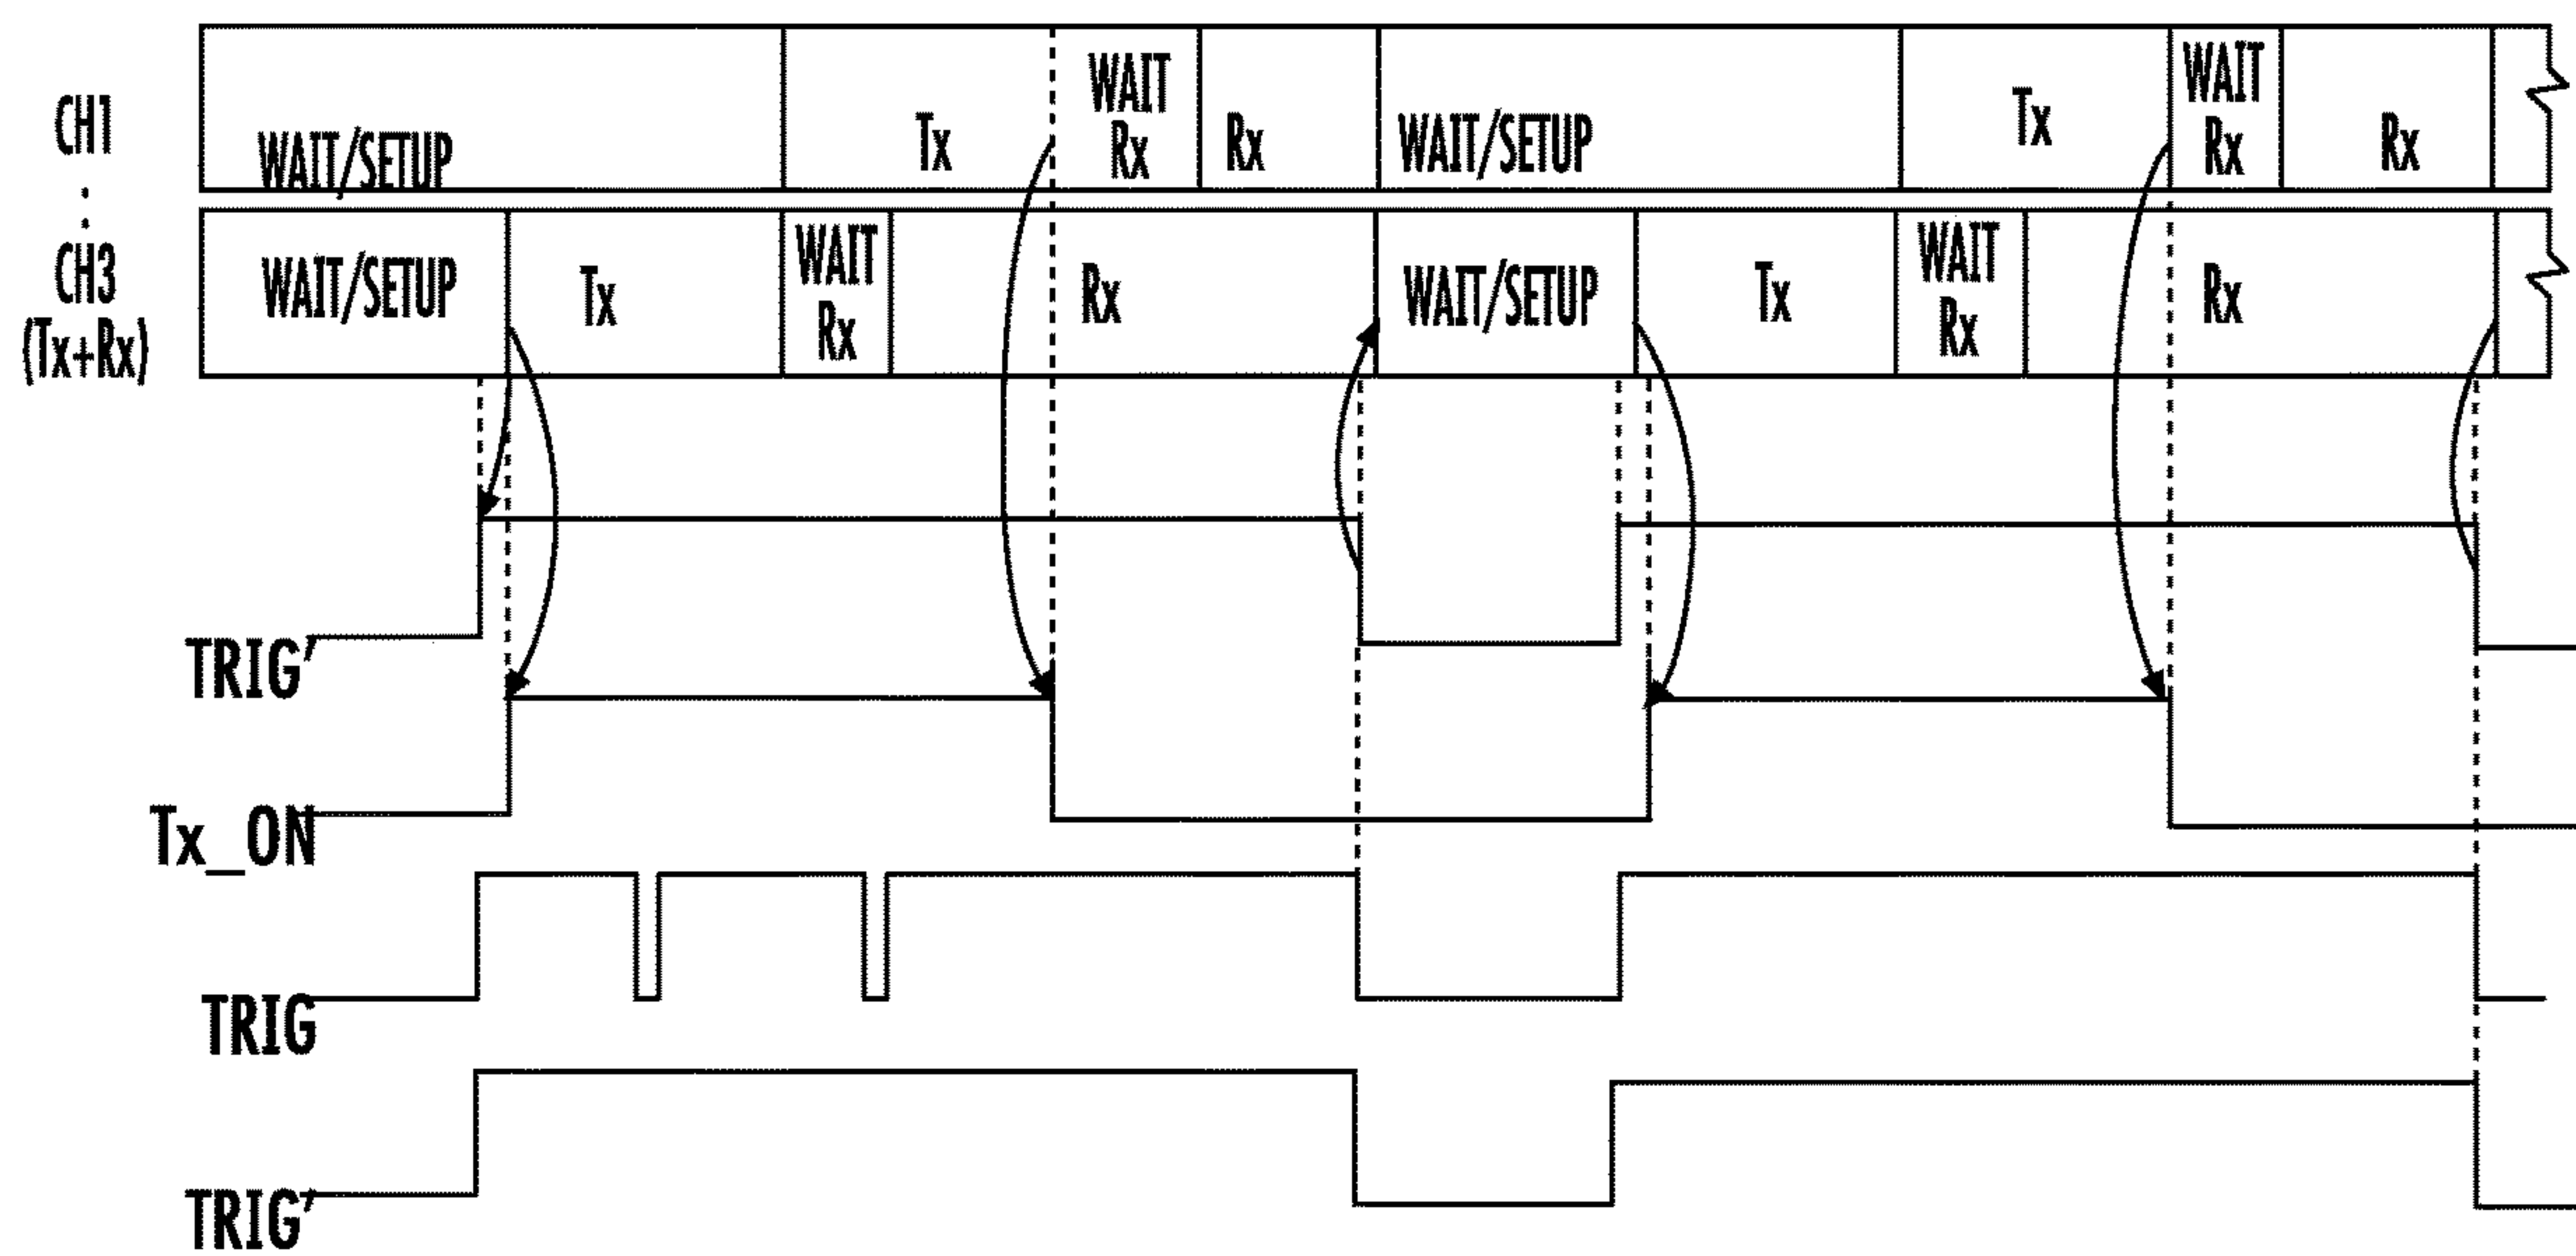 CH1
WAIT/SETUP Tx WAIT Rx Rx WAIT/SETUP Tx WAIT Rx Rx
CH3
(Tx+Rx)
WAIT/SETUP Tx WAIT Rx Rx WAIT/SETUP Tx WAIT Rx Rx
TRIG'
Tx_ON
TRIG
TRIG'